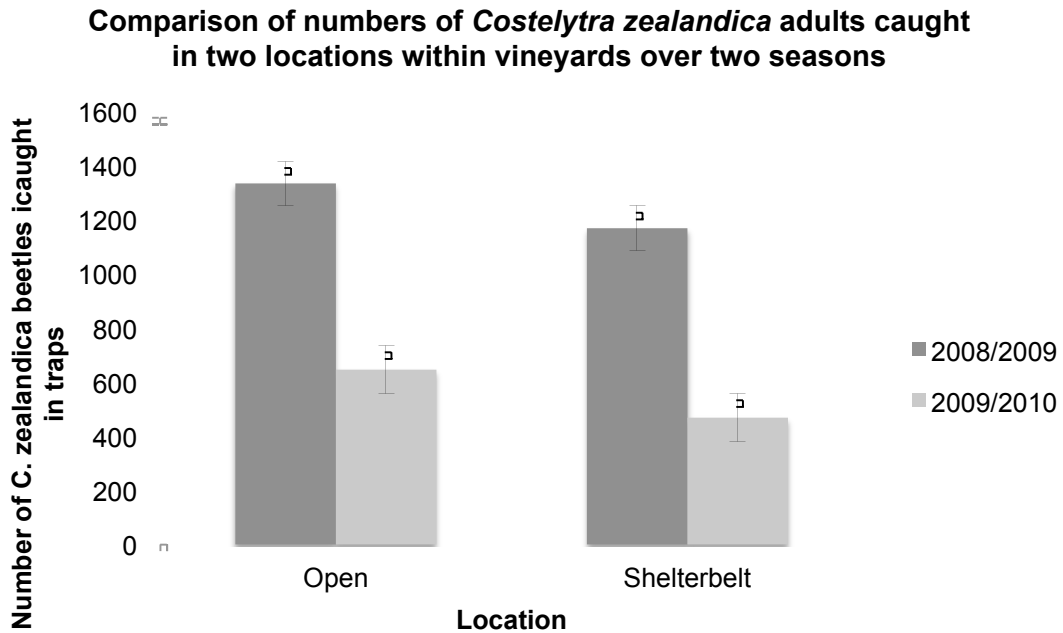 Comparison of numbers of Costelytra zealandica adults caught
in two locations within vineyards over two seasons
Number of C. zealandica beetles icaught
in traps
1600
1400
1200
1000
800
600
400
200
0
Open
Shelterbelt
Location
2008/2009
2009/2010